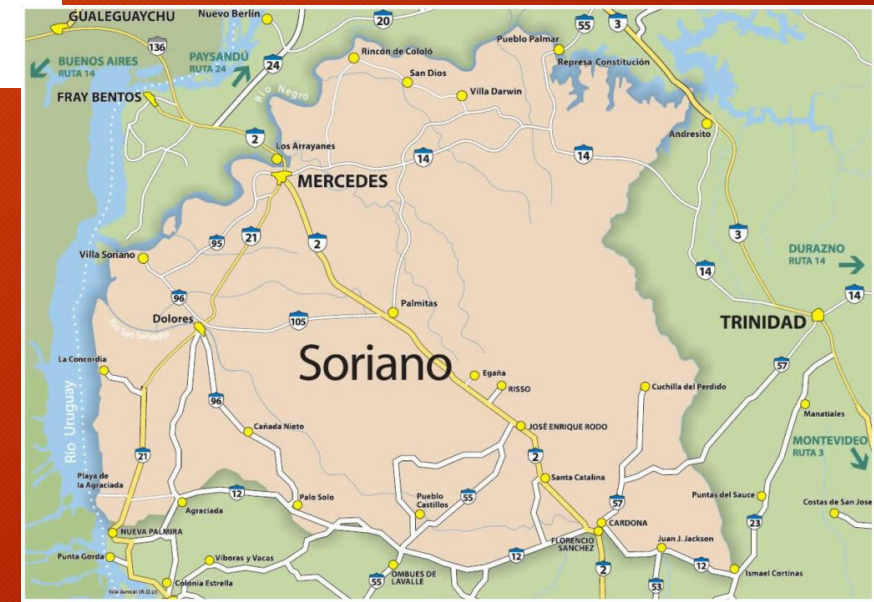 GUALEGUAYCHU
Nuevo Berlín
20
55
3
136
Pueblo Palmar
Rincón de Cololó
Represa Constitución
BUENOS AIRES
RUTA 14
PAYSANDÚ
RUTA 24
24
San Dios
Río Negro
Villa Darwin
FRAY BENTOS
2
Andresito
Los Arrayanes
14
14
MERCEDES
95
21
2
3
Villa Soriano
DURAZNO
RUTA 14
14
96
14
Palmitas
Dolores
105
TRINIDAD
Río San Salvador
La Concordia
Soriano
57
Egaña
RISSO
Cuchilla del Perdido
96
Río Uruguay
Cañada Nieto
JOSÉ ENRIQUE RODO
Manatiales
21
2
MONTEVIDEO
RUTA 3
Playa de
la Agraciada
Santa Catalina
12
55
Palo Solo
Pueblo
Castillos
57
Puntas del Sauce
Costas de San Jose
Agraciada
CARDONA
23
NUEVA PALMIRA
FLORENCIO
SANCHEZ
Juan J. Jackson
Punta Gorda
Viboras y Vacas
12
12
OMBUES DE
LAVALLE
Ismael Cortinas
Colonia Estrella
55
2
53
Isla Juncal (R.O.U)